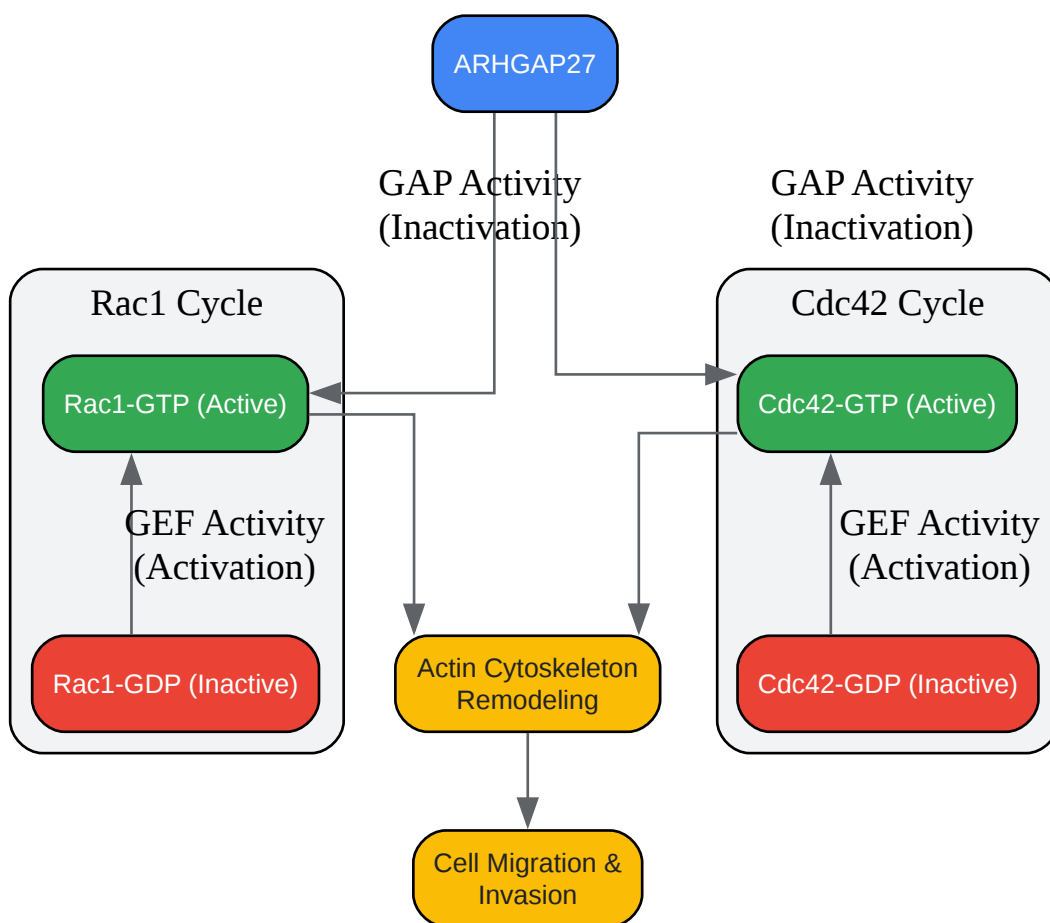 ARHGAP27
GAP Activity
(Inactivation)
GAP Activity
(Inactivation)
Rac1 Cycle
Cdc42 Cycle
Rac1-GTP (Active)
Cdc42-GTP (Active)
GEF Activity
(Activation)
GEF Activity
(Activation)
Rac1-GDP (Inactive)
Actin Cytoskeleton
Remodeling
Cdc42-GDP (Inactive)
Cell Migration &
Invasion